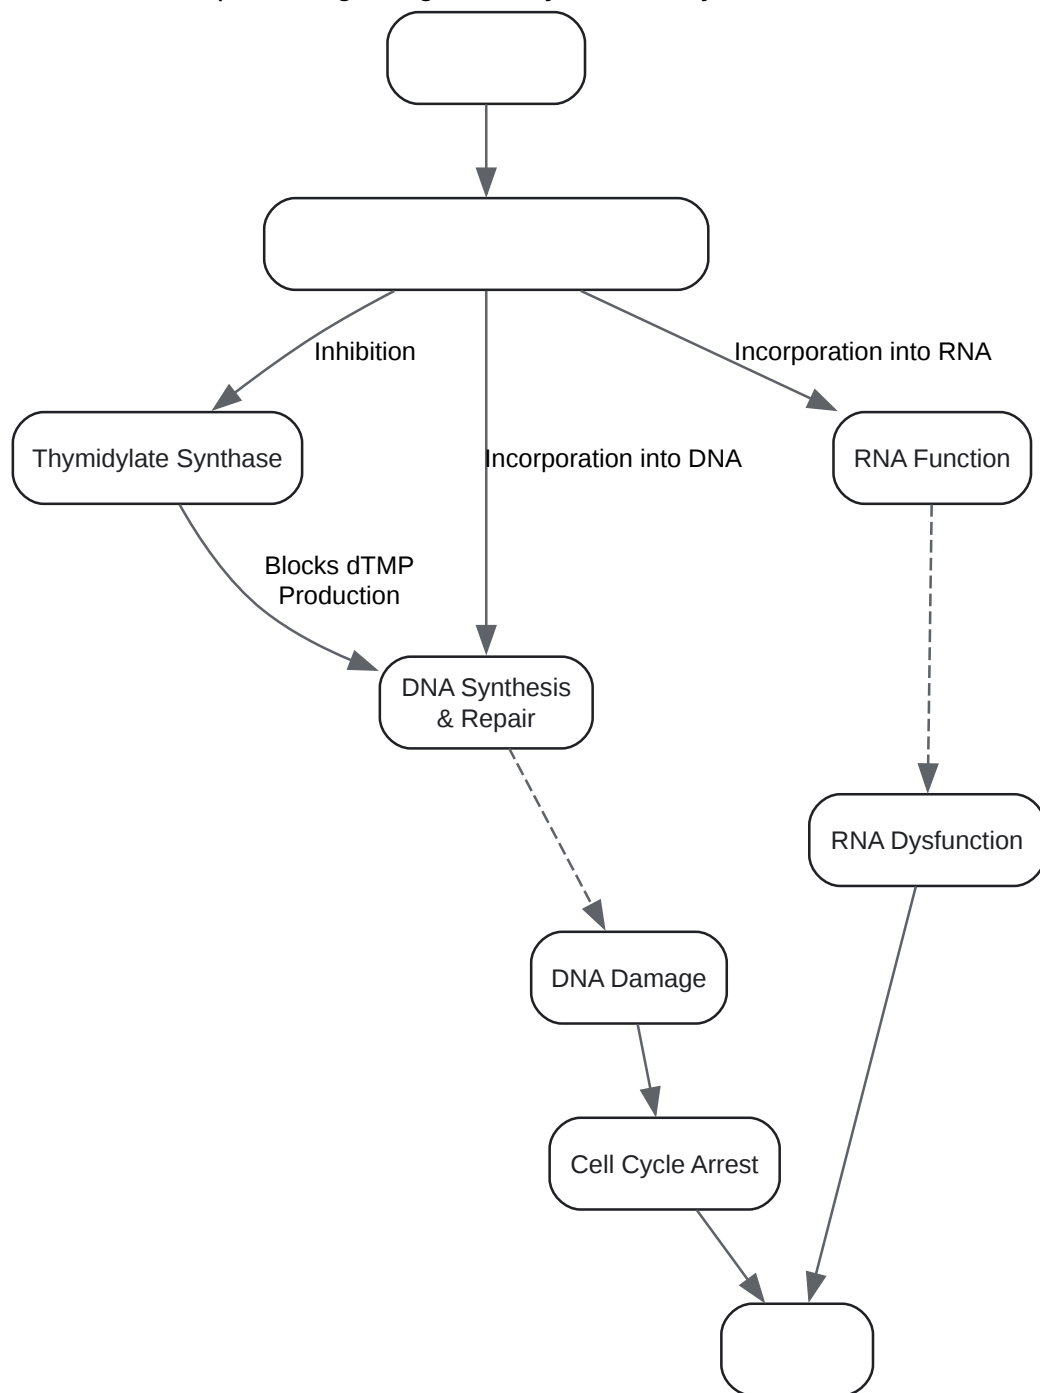 Inhibition
Incorporation into RNA
Thymidylate Synthase
Incorporation into DNA
RNA Function
Blocks dTMP
Production
DNA Synthesis
& Repair
RNA Dysfunction
DNA Damage
Cell Cycle Arrest